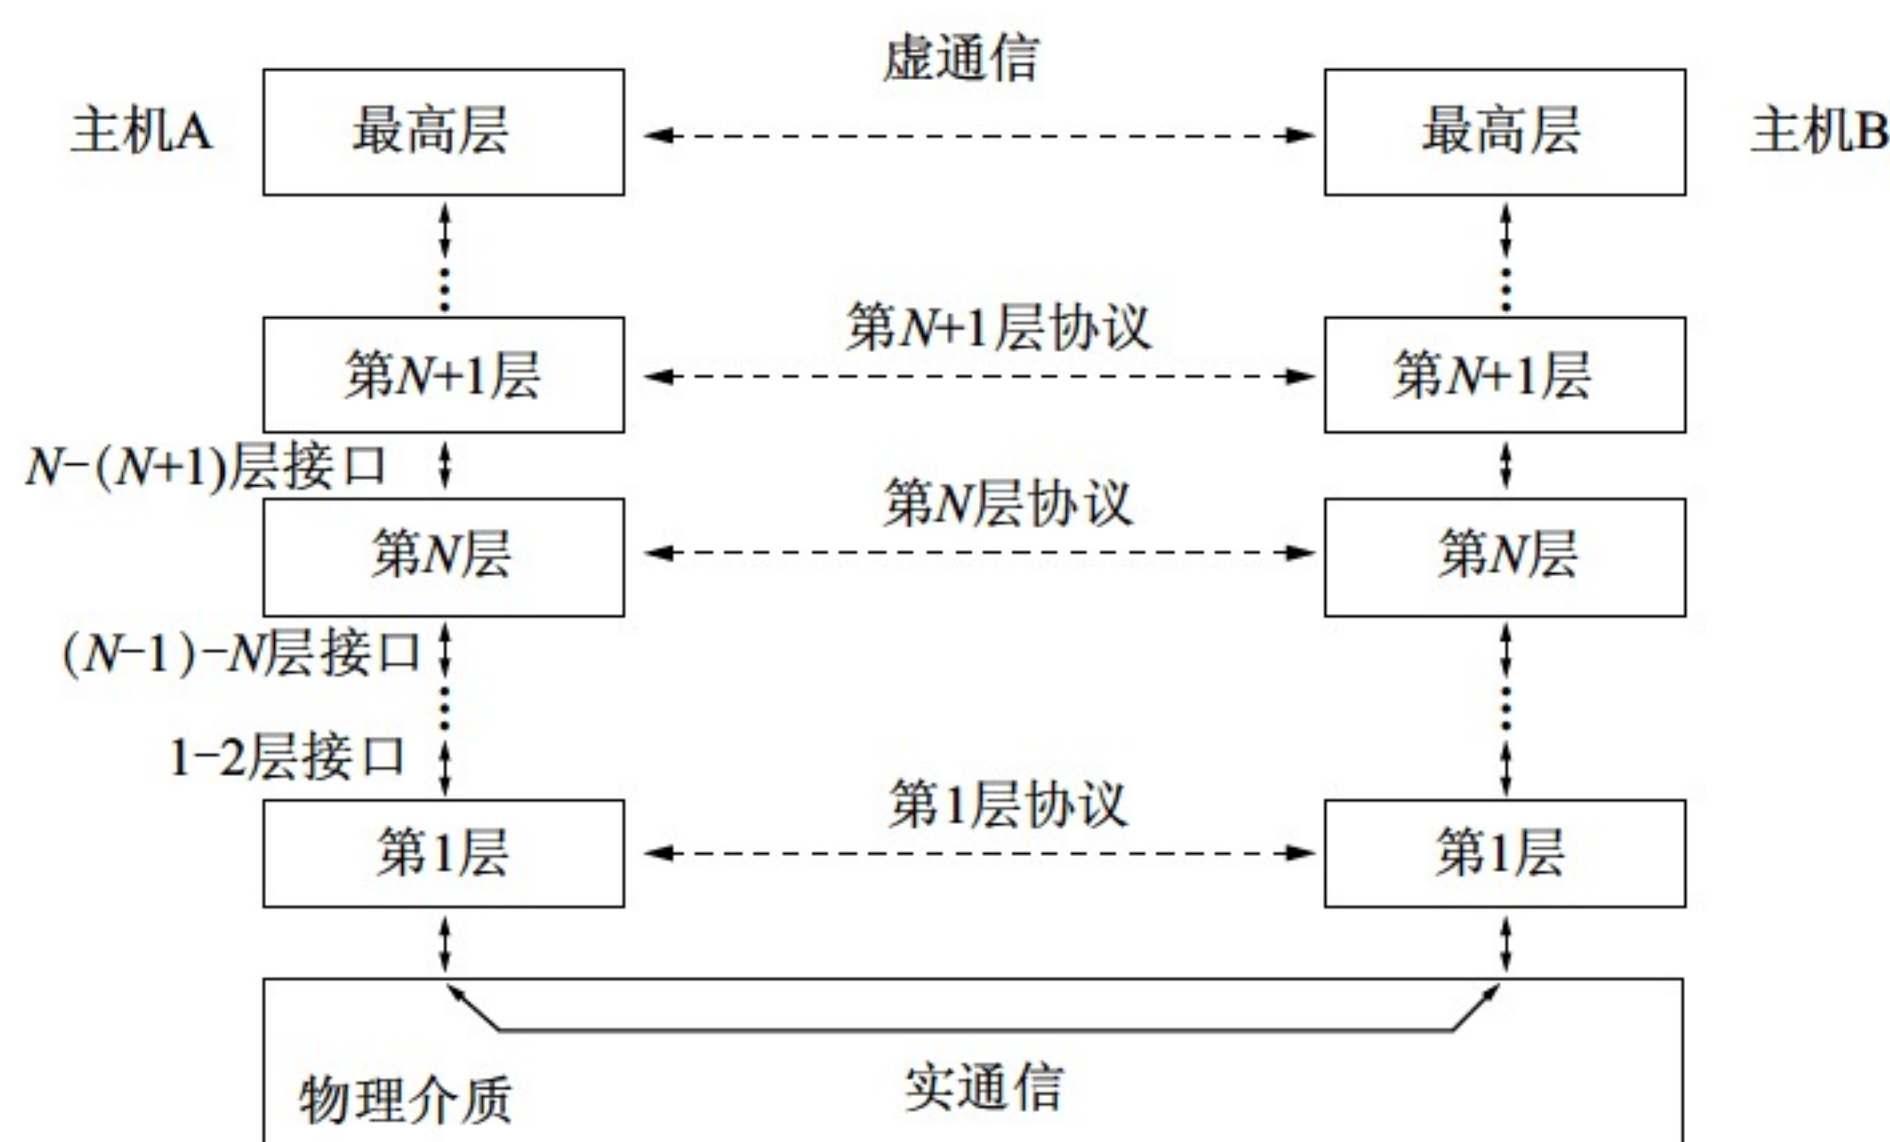 虚通信
主机A
最高层
最高层
主机B
第N+1层协议
第N+1层
第N+1层
N-(N+1)层接口
第N层协议
第N层
第N层
(N-1)-N层接口
1-2层接口
第1层协议
第1层
第1层
实通信
物理介质